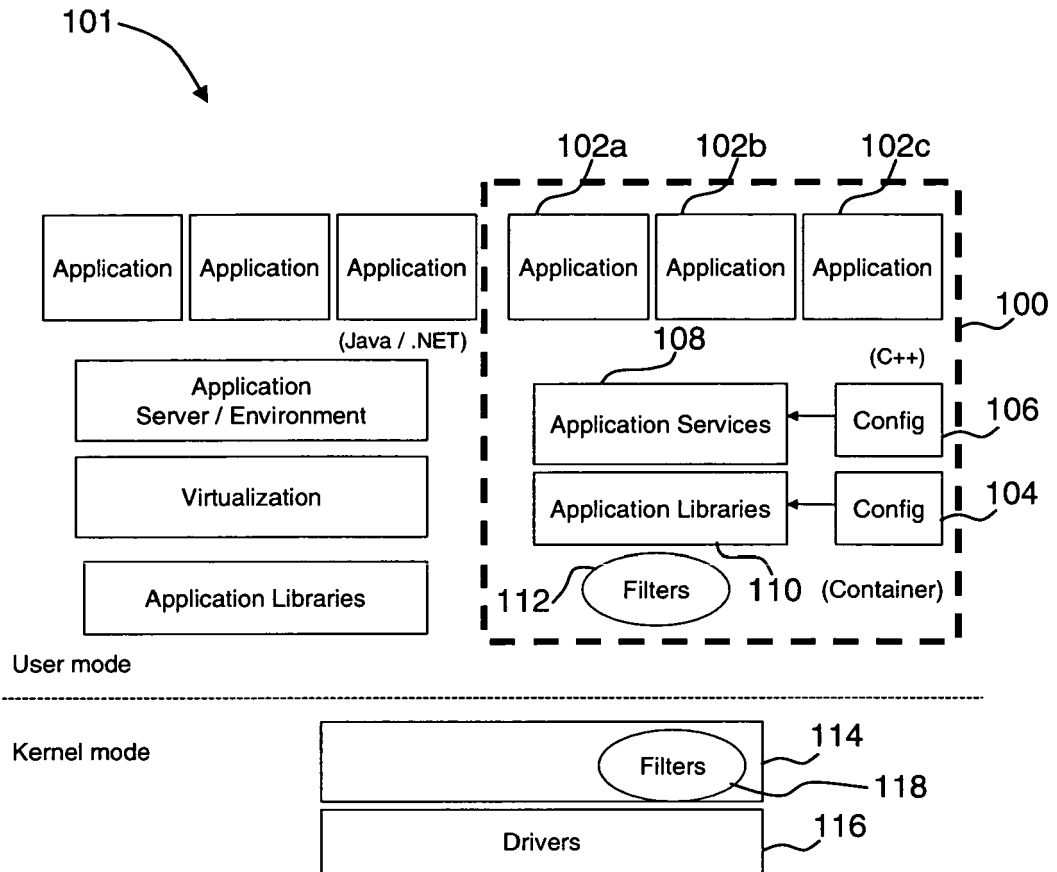 101
102a 102b 102c
Application Application Application Application Application Application
100
(Java / .NET)
108
(C++)
Application
Server / Environment
Application Services
Config
106
Virtualization
Application Libraries
Config
104
Application Libraries
112
Filters
110
(Container)
User mode
Kernel mode
Filters
114
118
Drivers
116